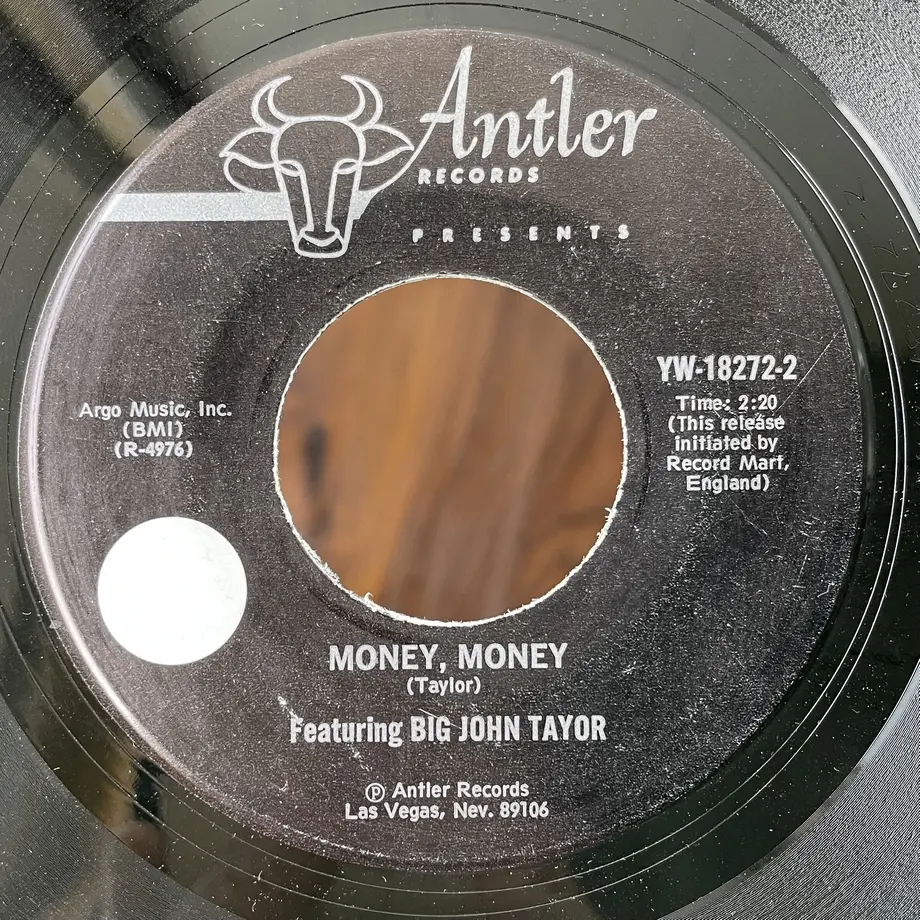 Antler
RECORDS
PRESENTS
YW-18272-2
Time: 2:20
(This release
initiated by
Record Mart,
England)
Argo Music, Inc.
(BMI)
(R-4976)
MONEY, MONEY
(Taylor)
Featuring BIG JOHN TAYOR
Ⓟ Antler Records
Las Vegas, Nev. 89106